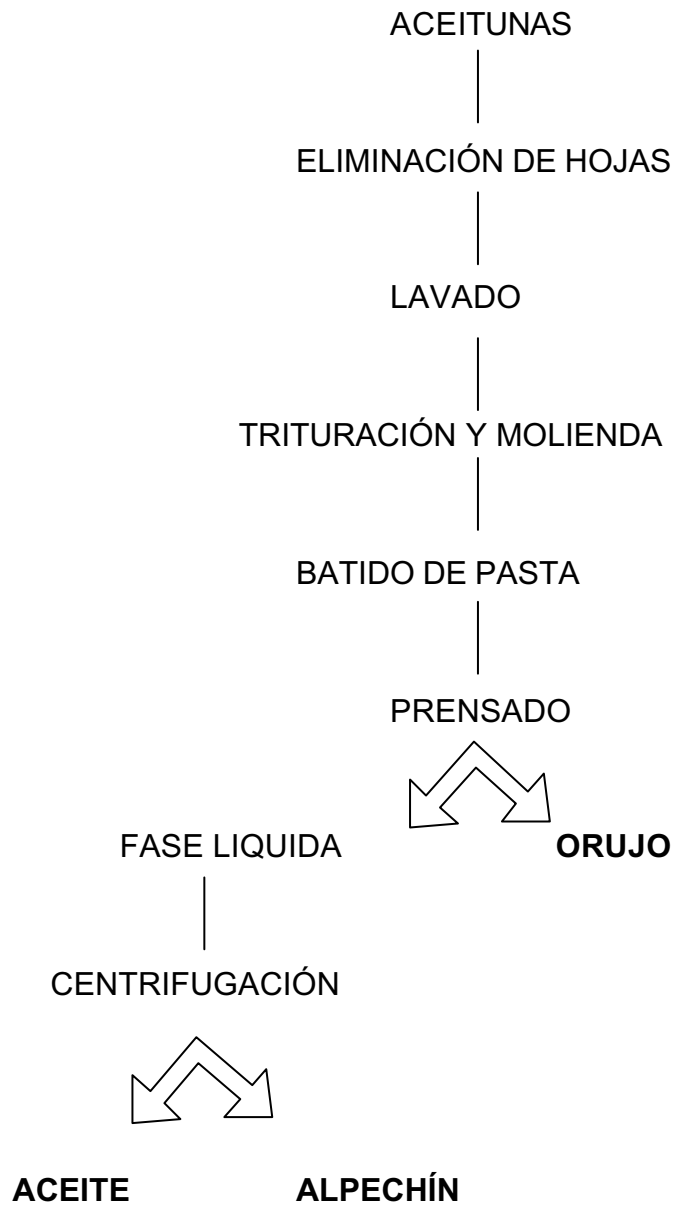 ACEITUNAS
ELIMINACIÓN DE HOJAS
LAVADO
TRITURACIÓN Y MOLIENDA
BATIDO DE PASTA
PRENSADO
FASE LIQUIDA
ORUJO
CENTRIFUGACIÓN
ACEITE
ALPECHÍN